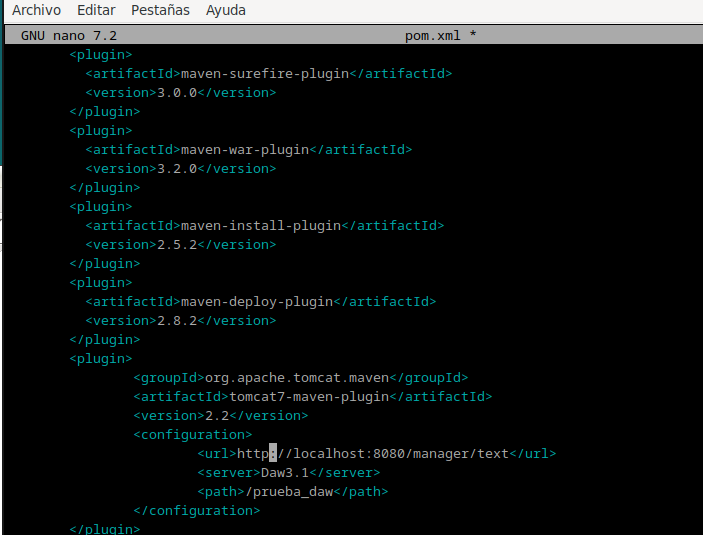 Archivo Editar Pestañas Ayuda
GNU nano 7.2 pom.xml *
<plugin>
<artifactId>maven-surefire-plugin</artifactId>
<version>3.0.0</version>
</plugin>
<plugin>
<artifactId>maven-war-plugin</artifactId>
<version>3.2.0</version>
</plugin>
<plugin>
<artifactId>maven-install-plugin</artifactId>
<version>2.5.2</version>
</plugin>
<plugin>
<artifactId>maven-deploy-plugin</artifactId>
<version>2.8.2</version>
</plugin>
<plugin>
<groupId>org.apache.tomcat.maven</groupId>
<artifactId>tomcat7-maven-plugin</artifactId>
<version>2.2</version>
<configuration>
<url>http://localhost:8080/manager/text</url>
<server>Daw3.1</server>
<path>/prueba_daw</path>
</configuration>
</plugin>